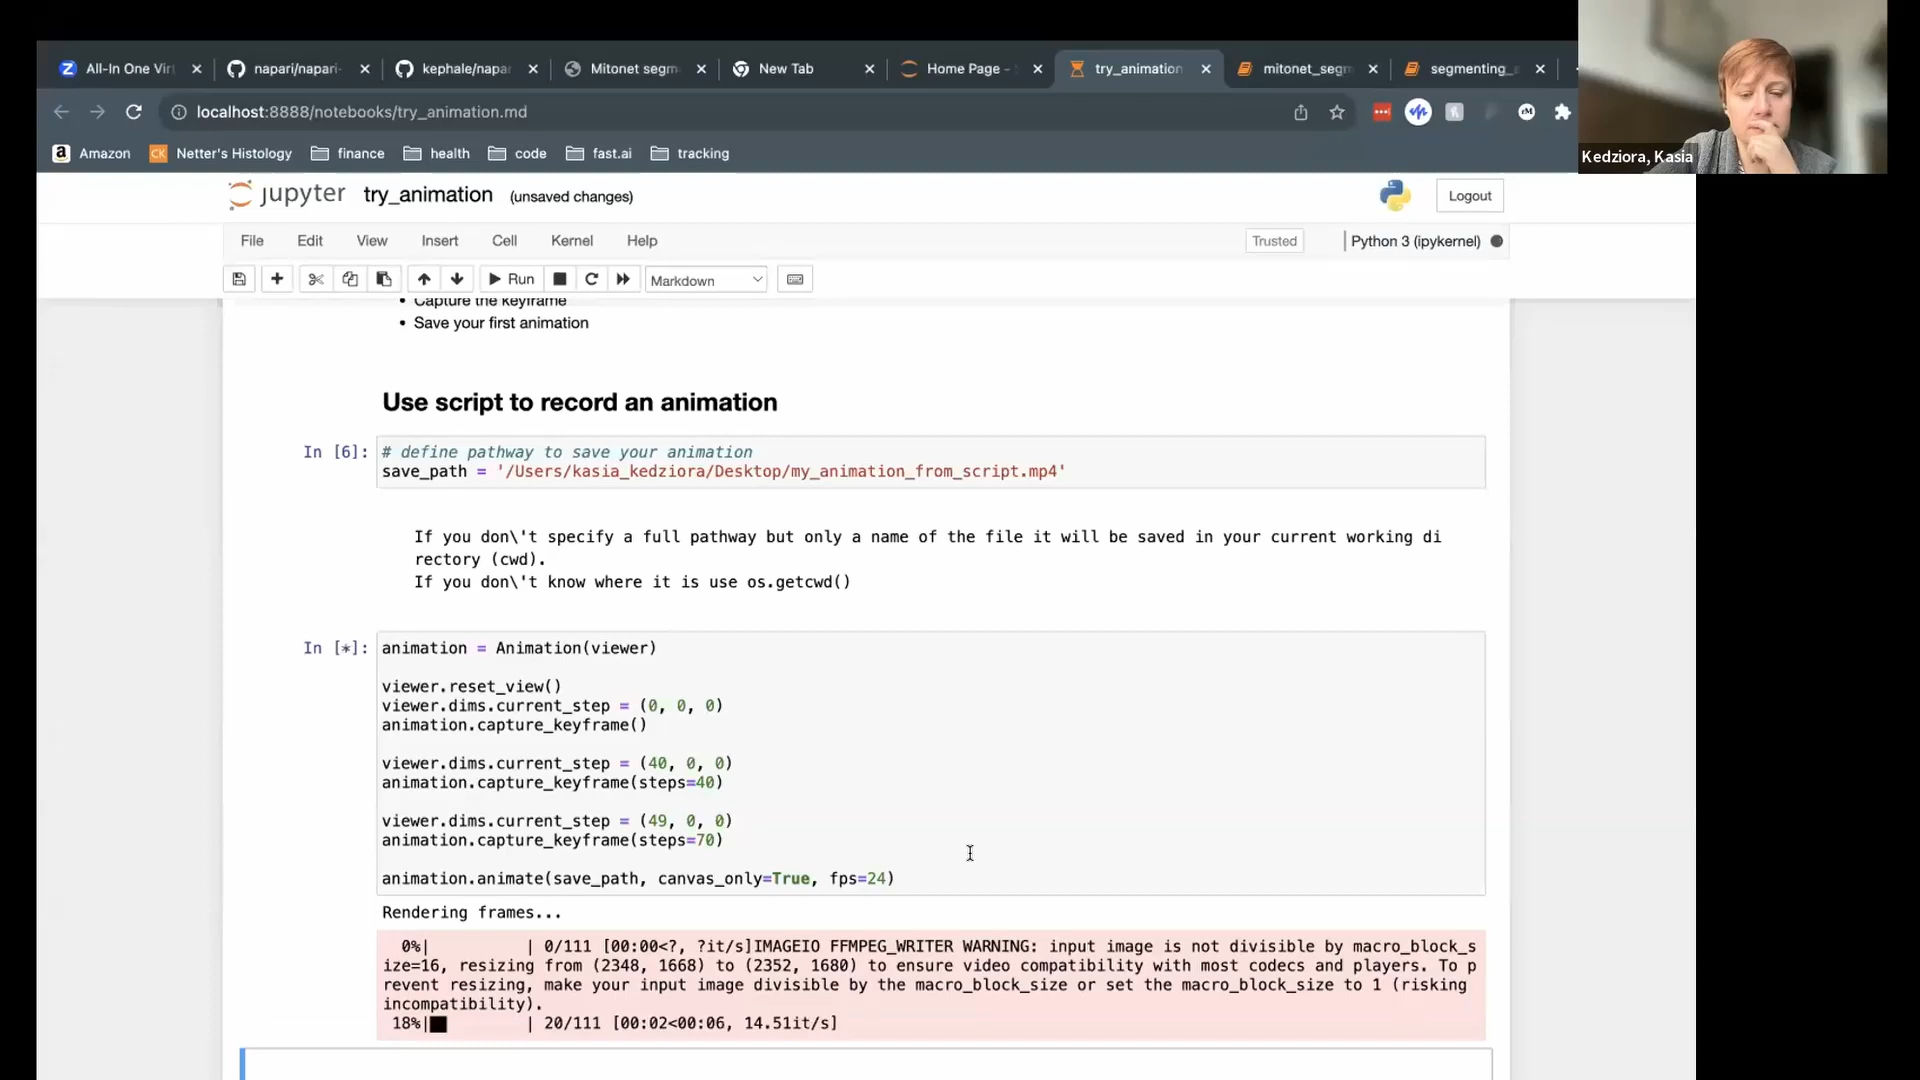 All-In One Vir
napari/napari-
kephale/napa
Mitonet segm
New Tab
Home Page -
try_animation
mitonet_segm
segmenting_
localhost:8888/notebooks/try_animation.md
Amazon
CK
Netter's Histology
finance
health
code
fast.ai
tracking
Kedziora, Kasia
jupyter
try_animation
(unsaved changes)
Logout
File
Edit
View
Insert
Cell
Kernel
Help
Trusted
Python 3 (ipykernel)
Run
Markdown
• Capture the keyframe
• Save your first animation
Use script to record an animation
In [6]:
# define pathway to save your animation
save_path = '/Users/kasia_kedziora/Desktop/my_animation_from_script.mp4'
If you don\'t specify a full pathway but only a name of the file it will be saved in your current working di
rectory (cwd).
If you don\'t know where it is use os.getcwd()
In [*]:
animation = Animation(viewer)
viewer.reset_view()
viewer.dims.current_step = (0, 0, 0)
animation.capture_keyframe()
viewer.dims.current_step = (40, 0, 0)
animation.capture_keyframe(steps=40)
viewer.dims.current_step = (49, 0, 0)
animation.capture_keyframe(steps=70)
animation.animate(save_path, canvas_only=True, fps=24)
Rendering frames...
0%| | 0/111 [00:00<?, ?it/s]IMAGEIO FFMPEG_WRITER WARNING: input image is not divisible by macro_block_s
ize=16, resizing from (2348, 1668) to (2352, 1680) to ensure video compatibility with most codecs and players. To p
revent resizing, make your input image divisible by the macro_block_size or set the macro_block_size to 1 (risking
incompatibility).
18%|█ | 20/111 [00:02<00:06, 14.51it/s]